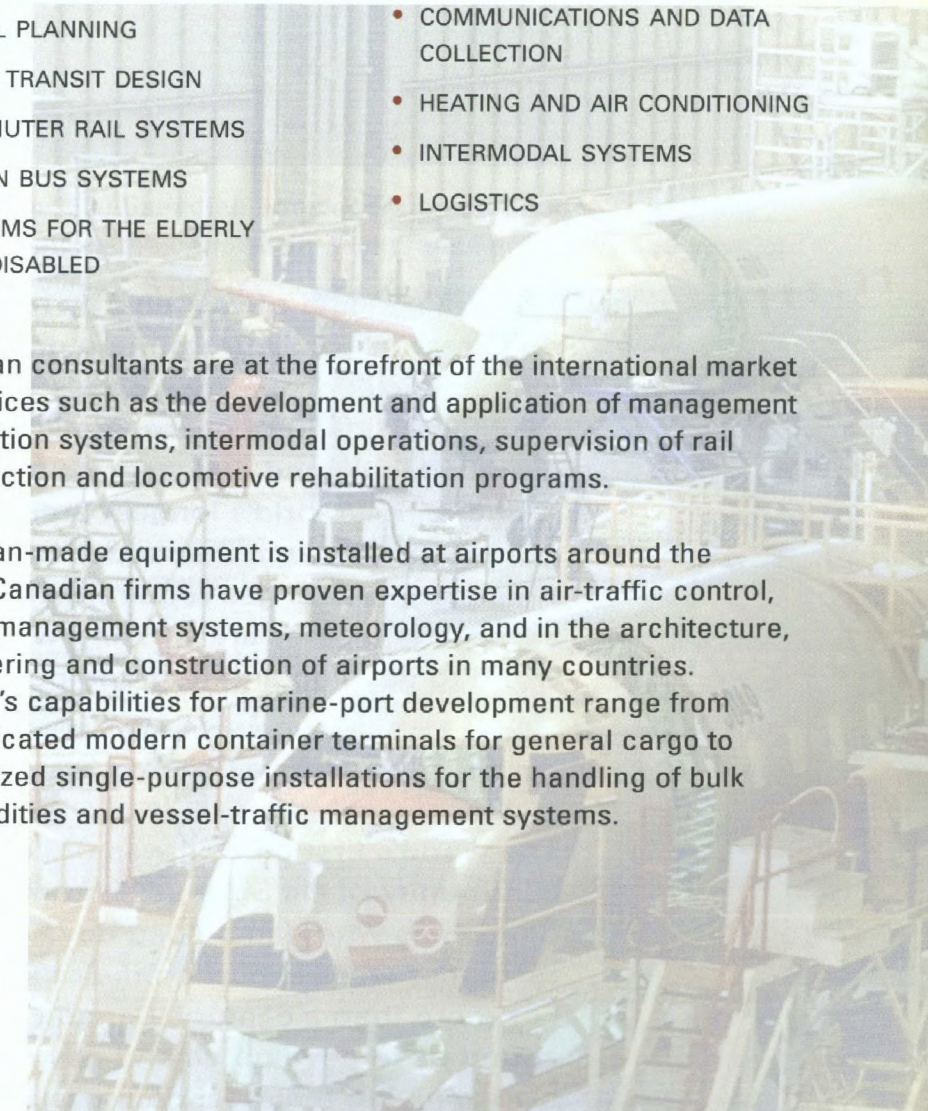 L PLANNING
TRANSIT DESIGN
UTER RAIL SYSTEMS
N BUS SYSTEMS
MS FOR THE ELDERLY
DISABLED
• COMMUNICATIONS AND DATA
COLLECTION
• HEATING AND AIR CONDITIONING
• INTERMODAL SYSTEMS
• LOGISTICS
an consultants are at the forefront of the international market
ices such as the development and application of management
tion systems, intermodal operations, supervision of rail
ction and locomotive rehabilitation programs.
an-made equipment is installed at airports around the
Canadian firms have proven expertise in air-traffic control,
management systems, meteorology, and in the architecture,
ering and construction of airports in many countries.
's capabilities for marine-port development range from
cated modern container terminals for general cargo to
zed single-purpose installations for the handling of bulk
dities and vessel-traffic management systems.